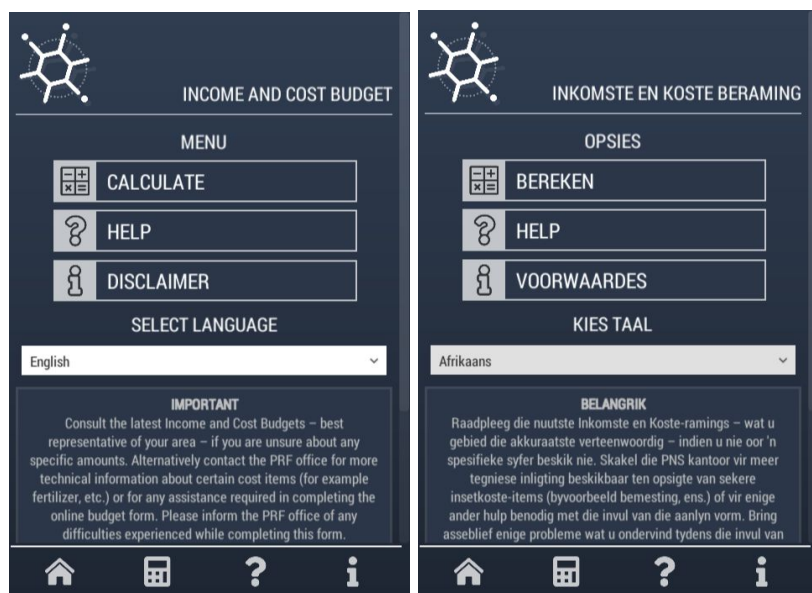 INCOME AND COST BUDGET
MENU
CALCULATE
HELP
DISCLAIMER
SELECT LANGUAGE
English
IMPORTANT
Consult the latest Income and Cost Budgets – best
representative of your area – if you are unsure about any
specific amounts. Alternatively contact the PRF office for more
technical information about certain cost items (for example
fertilizer, etc.) or for any assistance required in completing the
online budget form. Please inform the PRF office of any
difficulties experienced while completing this form.
INKOMSTE EN KOSTE BERAMING
OPSIES
BEREKEN
HELP
VOORWAARDES
KIES TAAL
Afrikaans
BELANGRIK
Raadpleeg die nuutste Inkomste en Koste-ramings – wat u
gebied die akkuraatste verteenwoordig – indien u nie oor 'n
spesifieke syfer beskik nie. Skakel die PNS kantoor vir meer
tegniese inligting beskikbaar ten opsigte van sekere
insetkoste-items (byvoorbeeld bemesting, ens.) of vir enige
ander hulp benodig met die invul van die aanlyn vorm. Bring
asseblief enige probleme wat u ondervind tydens die invul van